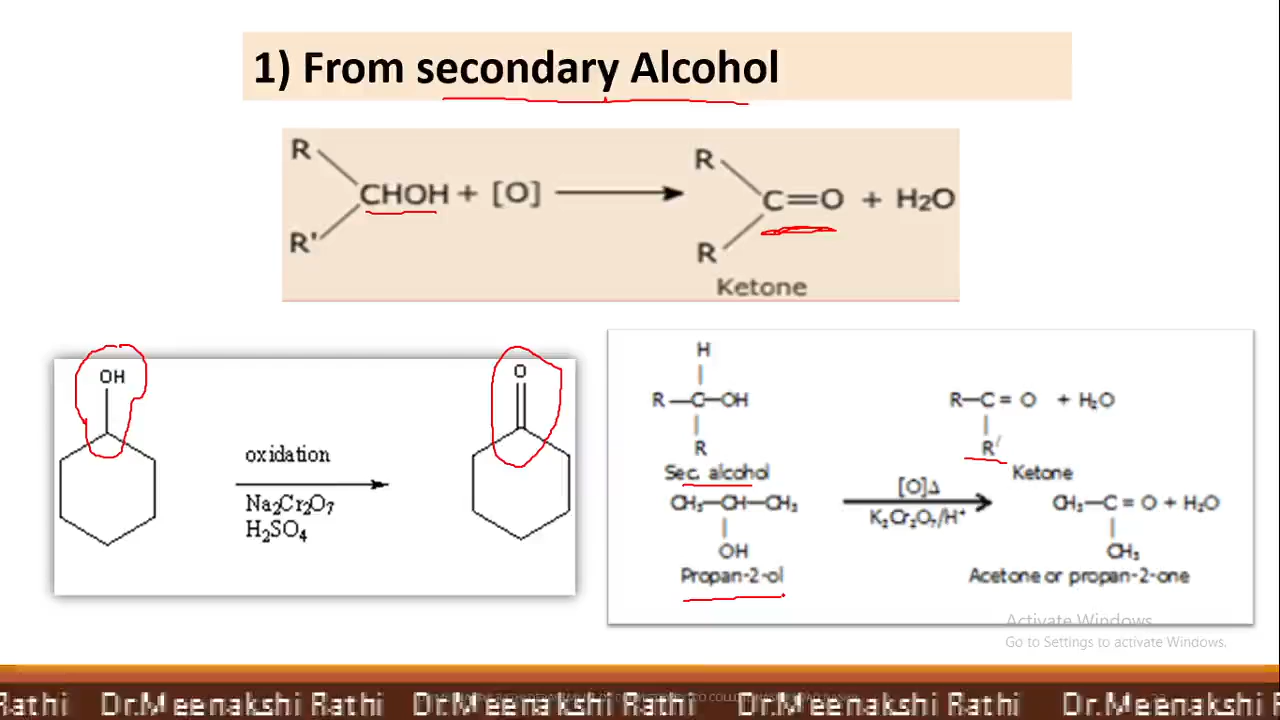 1) From secondary Alcohol
R
CHOH + [O]
R'
R
C=O + H₂O
R
Ketone
OH
oxidation
Na₂Cr₂O₇
H₂SO₄
O
H
R—C—OH
R
Sec. alcohol
CH₃—CH—CH₃
OH
Propan-2-ol
[O]Δ
K₂Cr₂O₇/H⁺
R—C= O + H₂O
R/
Ketone
CH₃—C= O + H₂O
CH₃
Acetone or propan-2-one
Activate Windows
Go to Settings to activate Windows.
Rathi Dr.Meenakshi Rathi Dr.Meenakshi Rathi Dr.Meenakshi Rathi Dr.Meenakshi R